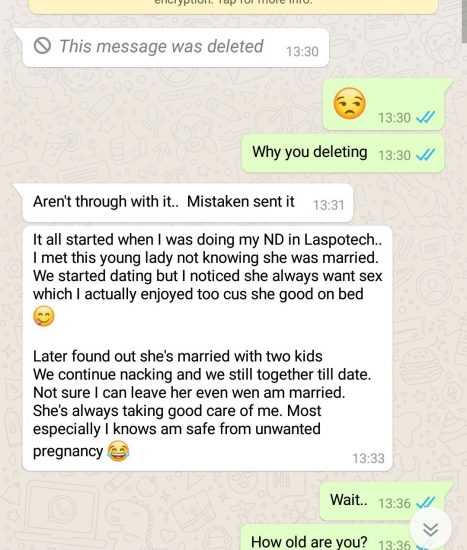 encryption. Tap for more info.
This message was deleted 13:30
😒 13:30
Why you deleting 13:30
Aren't through with it.. Mistaken sent it 13:31
It all started when I was doing my ND in Laspotech..
I met this young lady not knowing she was married.
We started dating but I noticed she always want sex
which I actually enjoyed too cus she good on bed
😋
Later found out she's married with two kids
We continue nacking and we still together till date.
Not sure I can leave her even wen am married.
She's always taking good care of me. Most
especially I knows am safe from unwanted
pregnancy 😂
13:33
Wait.. 13:36
How old are you? 13:36